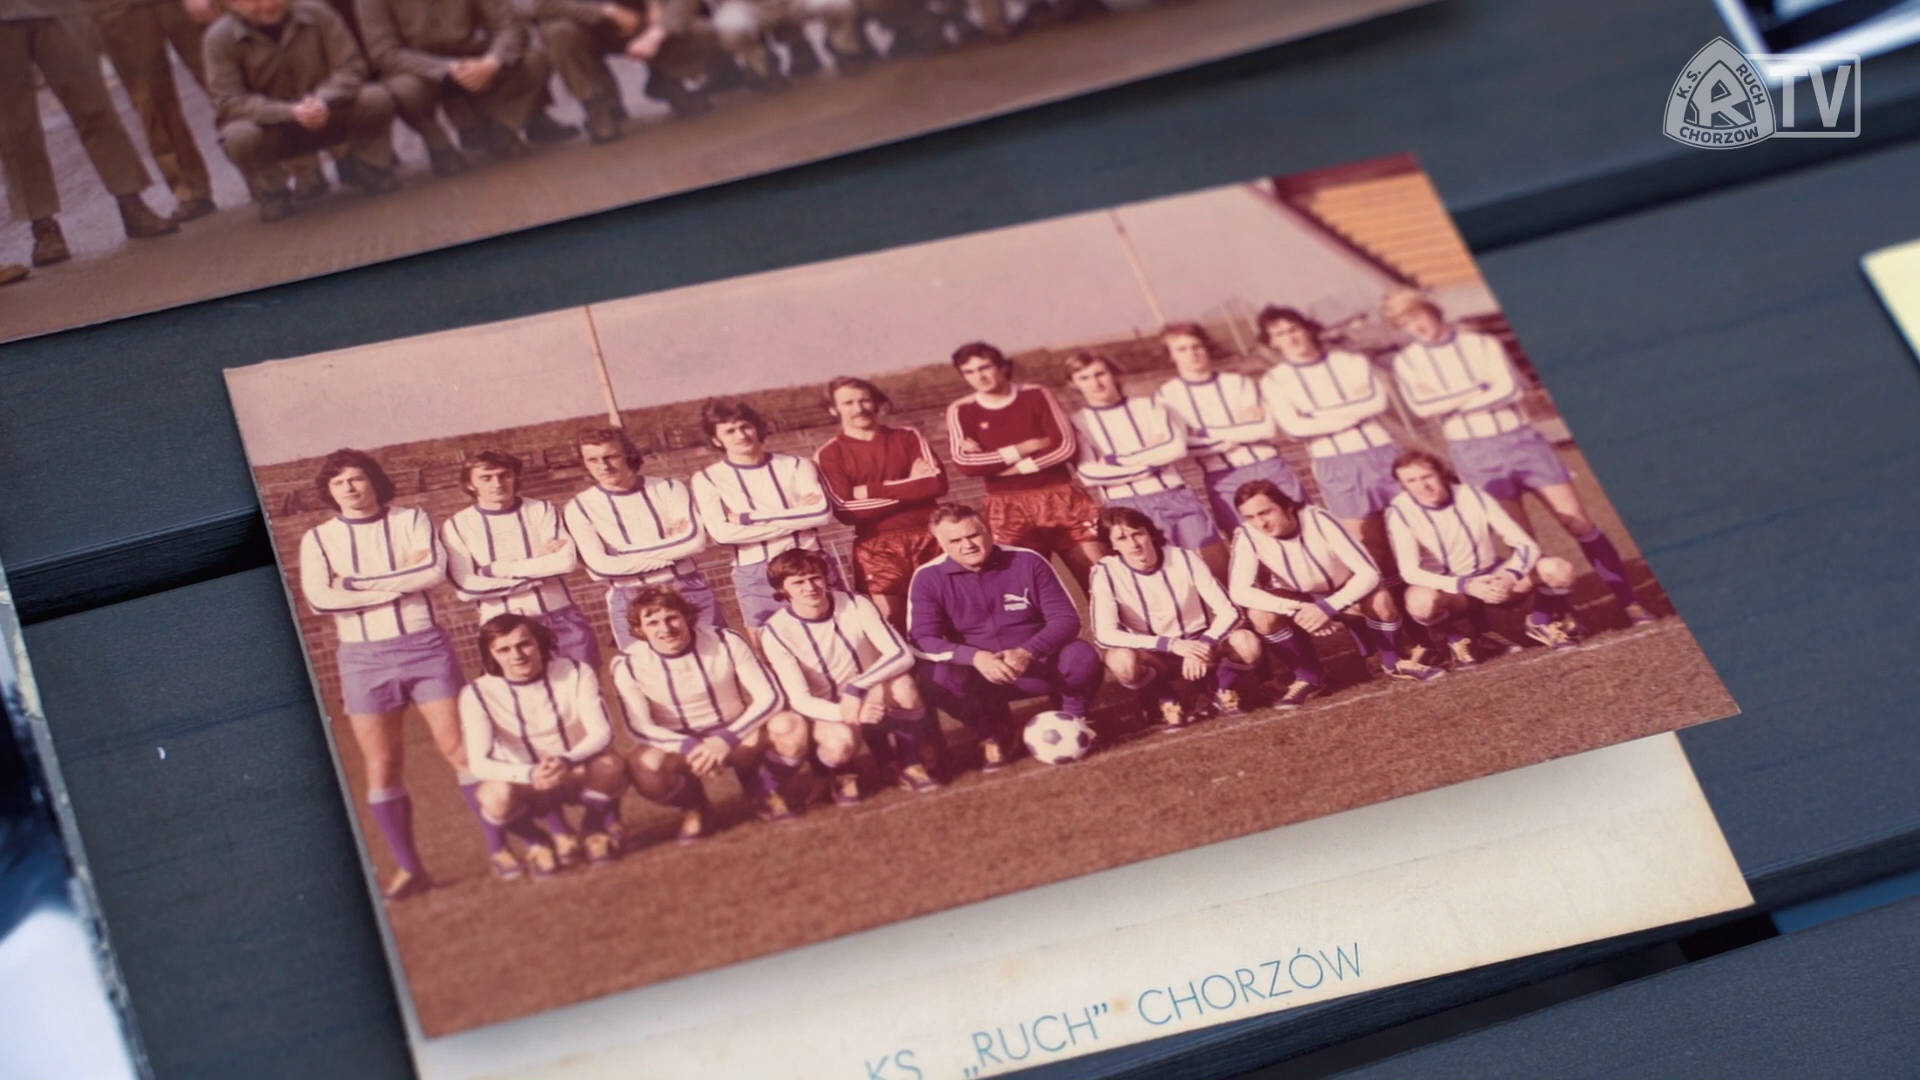 K.S. RUCH
CHORZÓW
R TV
KS „RUCH” CHORZÓW